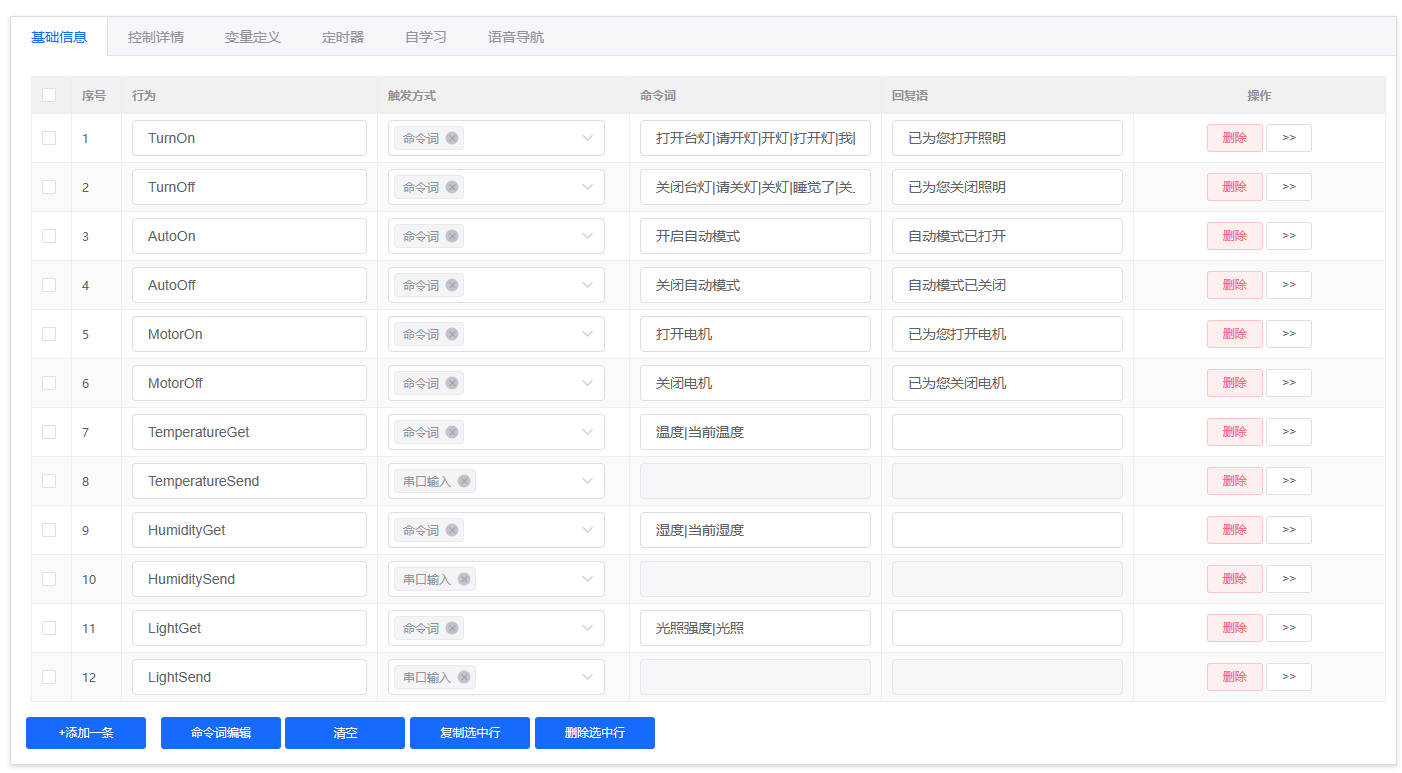 基础信息 控制详情 变量定义 定时器 自学习 语音导航
序号 行为 触发方式 命令词 回复语 操作
1 TurnOn 命令词 打开台灯|请开灯|开灯|打开灯|我| 已为您打开照明 删除 >>
2 TurnOff 命令词 关闭台灯|请关灯|关灯|睡觉了|关. 已为您关闭照明 删除 >>
3 AutoOn 命令词 开启自动模式 自动模式已打开 删除 >>
4 AutoOff 命令词 关闭自动模式 自动模式已关闭 删除 >>
5 MotorOn 命令词 打开电机 已为您打开电机 删除 >>
6 MotorOff 命令词 关闭电机 已为您关闭电机 删除 >>
7 TemperatureGet 命令词 温度|当前温度 删除 >>
8 TemperatureSend 串口输入 删除 >>
9 HumidityGet 命令词 湿度|当前湿度 删除 >>
10 HumiditySend 串口输入 删除 >>
11 LightGet 命令词 光照强度|光照 删除 >>
12 LightSend 串口输入 删除 >>
+添加一条 命令词编辑 清空 复制选中行 删除选中行